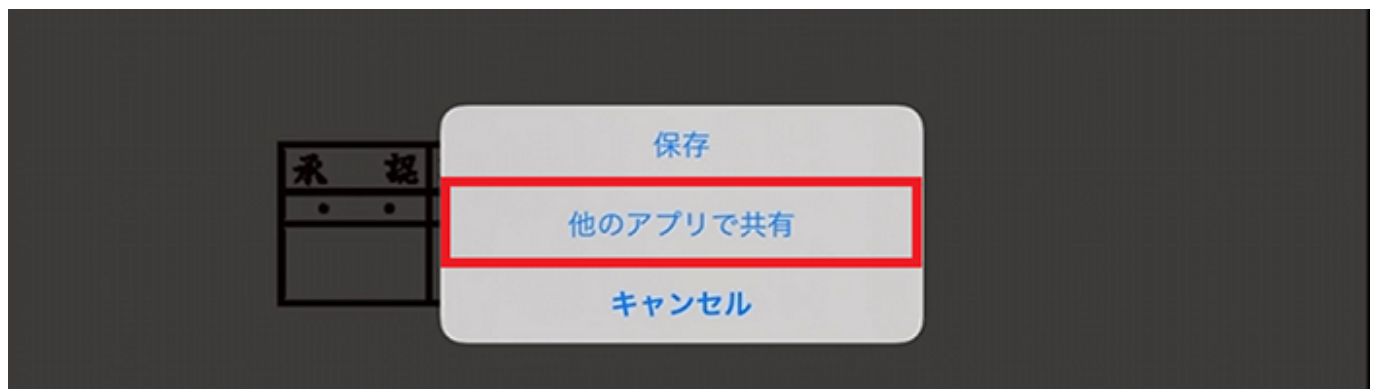 保存
承 認
他のアプリで共有
キャンセル